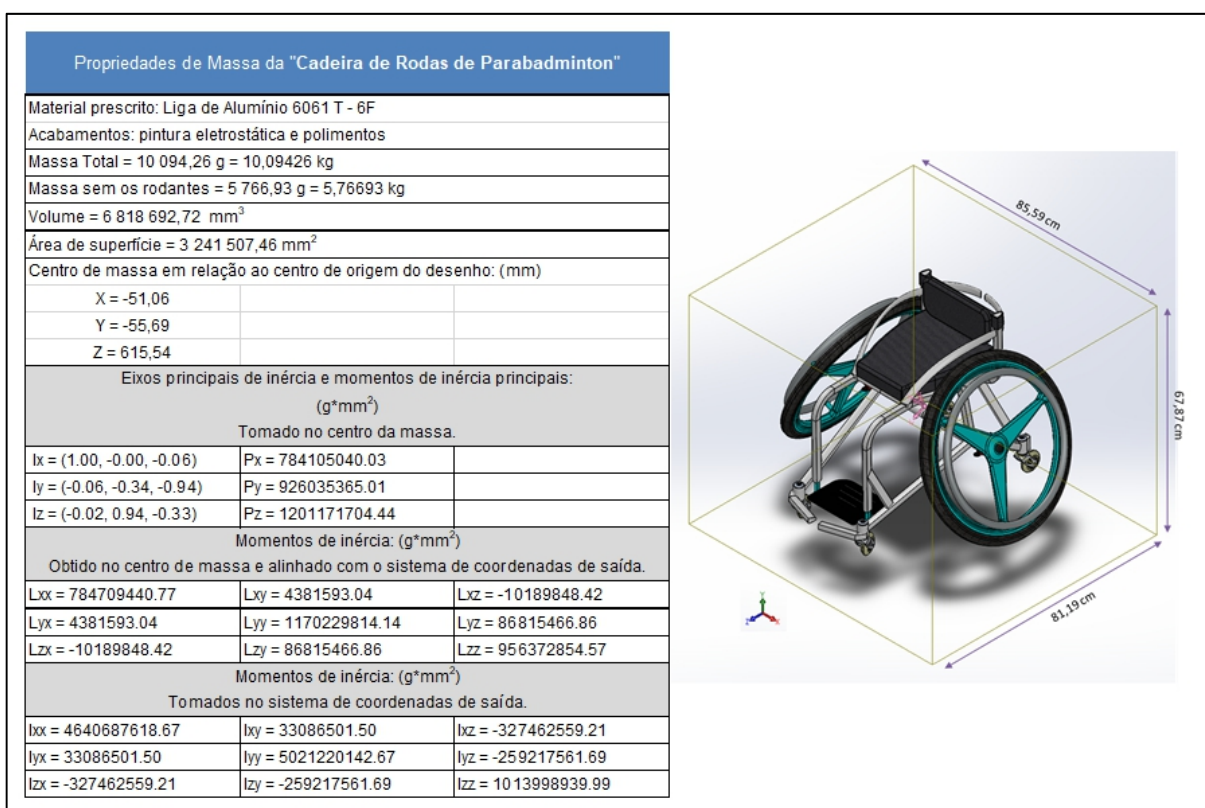 Propriedades de Massa da "Cadeira de Rodas de Parabadminton"
Material prescrito: Liga de Alumínio 6061 T - 6F
Acabamentos: pintura eletrostática e polimentos
Massa Total = 10 094,26 g = 10,09426 kg
Massa sem os rodantes = 5 766,93 g = 5,76693 kg
Volume = 6 818 692,72 mm³
Área de superfície = 3 241 507,46 mm²
Centro de massa em relação ao centro de origem do desenho: (mm)
X = -51,06
Y = -55,69
Z = 615,54
Eixos principais de inércia e momentos de inércia principais:
(g*mm²)
Tomado no centro da massa.
Ix = (1.00, -0.00, -0.06) Px = 784105040.03
Iy = (-0.06, -0.34, -0.94) Py = 926035365.01
Iz = (-0.02, 0.94, -0.33) Pz = 1201171704.44
Momentos de inércia: (g*mm²)
Obtido no centro de massa e alinhado com o sistema de coordenadas de saída.
Lxx = 784709440.77 Lxy = 4381593.04 Lxz = -10189848.42
Lyx = 4381593.04 Lyy = 1170229814.14 Lyz = 86815466.86
Lzx = -10189848.42 Lzy = 86815466.86 Lzz = 956372854.57
Momentos de inércia: (g*mm²)
Tomados no sistema de coordenadas de saída.
Ixx = 4640687618.67 Ixy = 33086501.50 Ixz = -327462559.21
Iyx = 33086501.50 Iyy = 5021220142.67 Iyz = -259217561.69
Izx = -327462559.21 Izy = -259217561.69 Izz = 1013998939.99
85,59 cm
67,87 cm
81,19 cm
Y
Z
X